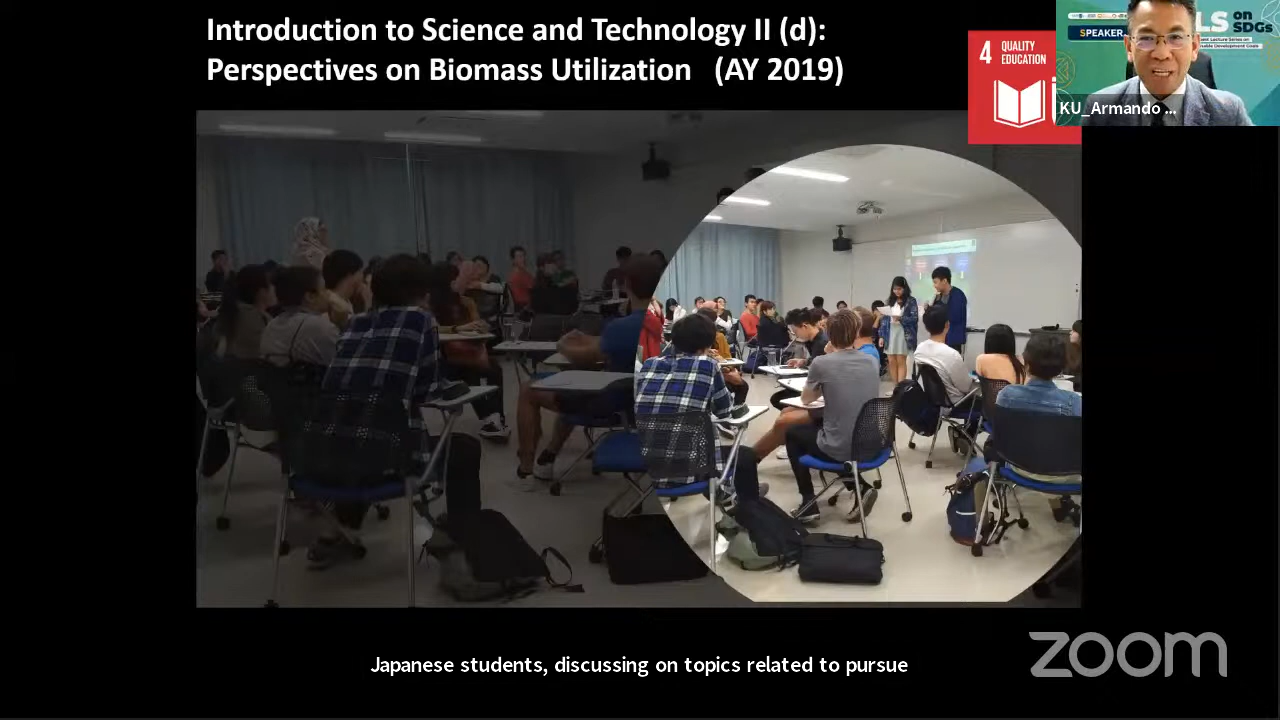 Introduction to Science and Technology II (d):
Perspectives on Biomass Utilization (AY 2019)
4 QUALITY
EDUCATION
SPEAKER
LS on
SDGs
KU_Armando ...
Japanese students, discussing on topics related to pursue
zoom